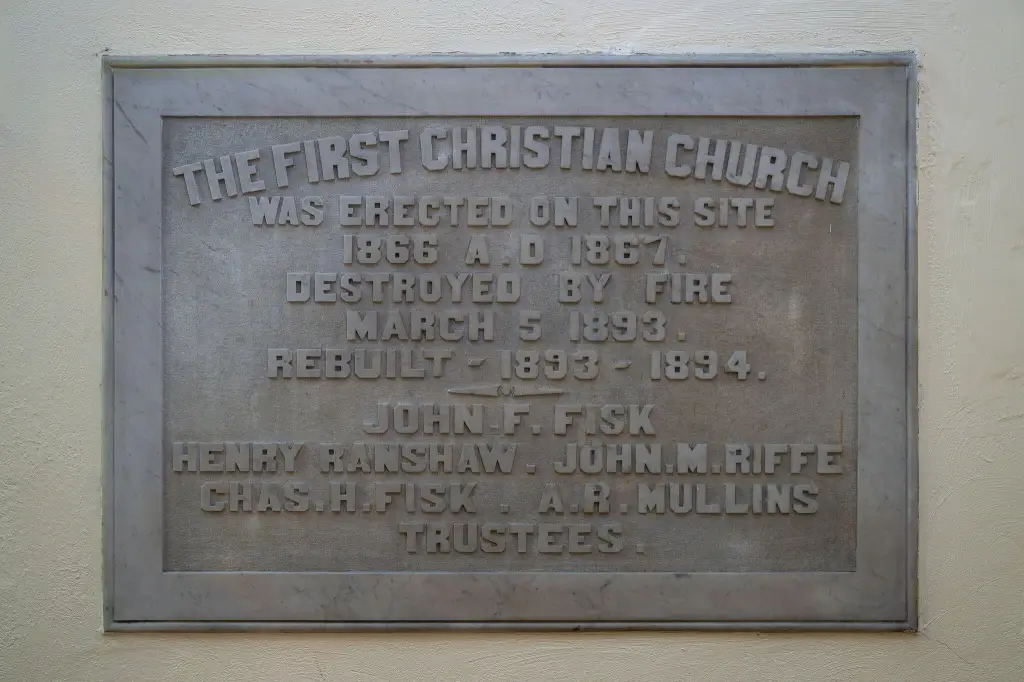 THE FIRST CHRISTIAN CHURCH
WAS ERECTED ON THIS SITE
1866 A.D 1867.
DESTROYED BY FIRE
MARCH 5 1893.
REBUILT - 1893 - 1894.
JOHN.F.FISK
HENRY RANSHAW. JOHN.M.RIFFE
CHAS.H.FISK . A.R.MULLINS
TRUSTEES.